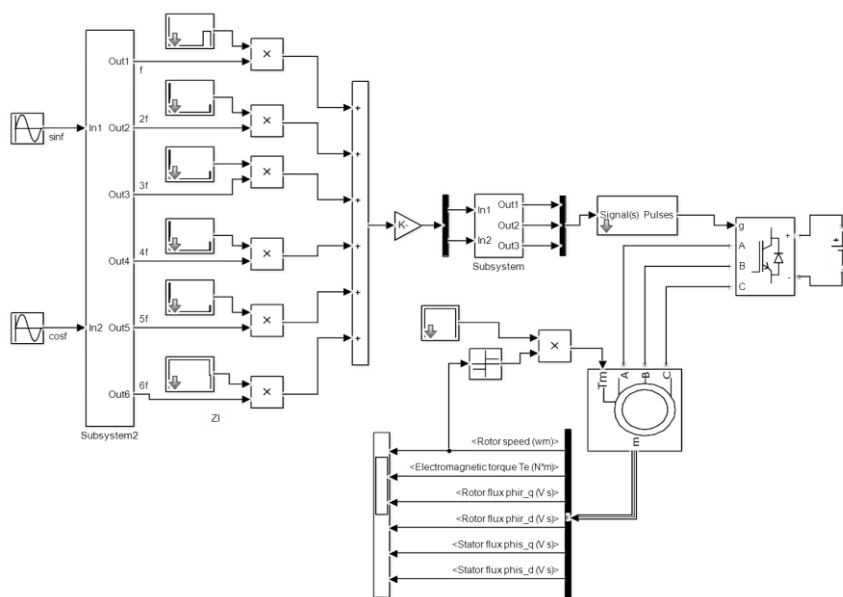 Out1
f
2f
sinf
In1
Out2
3f
Out3
4f
Out4
5f
In2
Out5
cosf
6f
Out6
ZI
Subsystem2
×
×
×
×
×
×
+
+
+
+
+
+
K-
In1
In2
Out1
Out2
Out3
Subsystem
Signal(s) Pulses
g
A
B
C
+
-
+
×
Tm
A
B
C
m
<Rotor speed (wm)>
<Electromagnetic torque Te (N*m)>
<Rotor flux phir_q (V s)>
<Rotor flux phir_d (V s)>
<Stator flux phis_q (V s)>
<Stator flux phis_d (V s)>